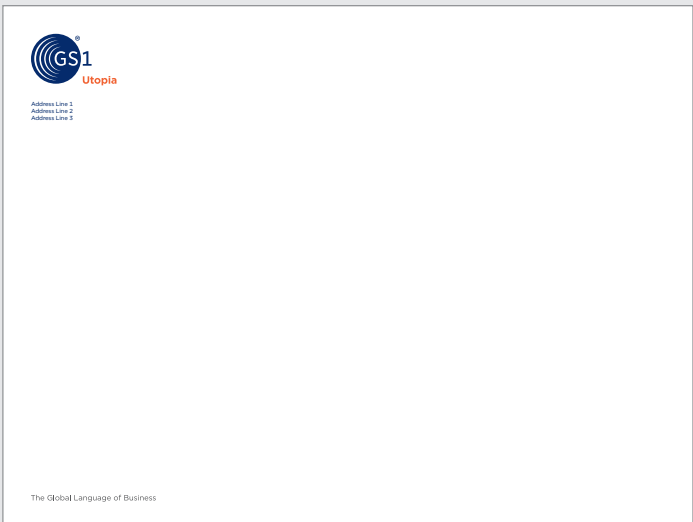 GS1®
Utopia
Address Line 1
Address Line 2
Address Line 3
The Global Language of Business